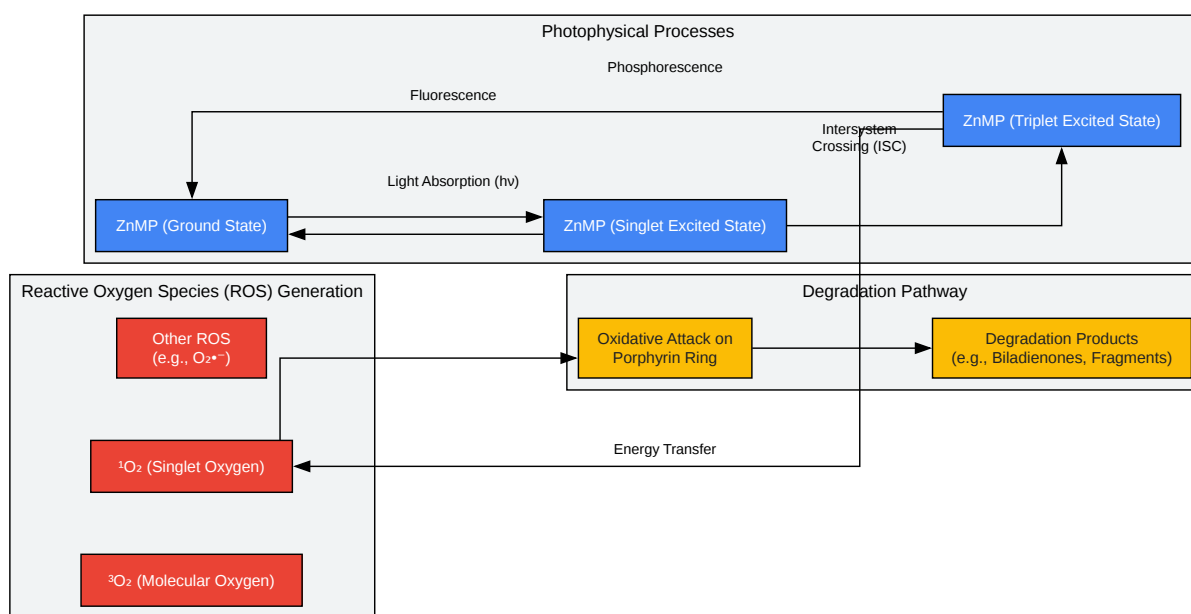 Photophysical Processes
Phosphorescence
Fluorescence
ZnMP (Triplet Excited State)
Intersystem
Crossing (ISC)
Light Absorption (hν)
ZnMP (Ground State)
ZnMP (Singlet Excited State)
Reactive Oxygen Species (ROS) Generation
Degradation Pathway
Other ROS
(e.g., O₂•⁻)
Oxidative Attack on
Porphyrin Ring
Degradation Products
(e.g., Biladienones, Fragments)
Energy Transfer
¹O₂ (Singlet Oxygen)
³O₂ (Molecular Oxygen)